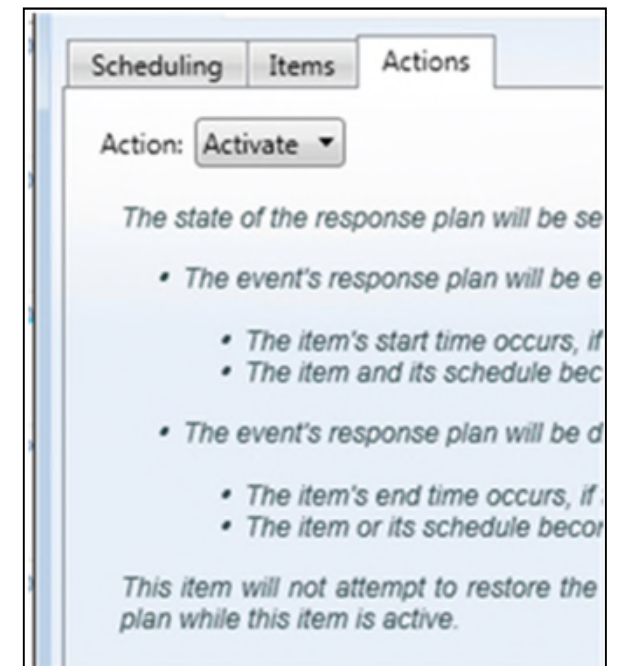 Scheduling Items Actions
Action: Activate
The state of the response plan will be se
• The event's response plan will be e
• The item's start time occurs, if
• The item and its schedule bec
• The event's response plan will be d
• The item's end time occurs, if
• The item or its schedule becor
This item will not attempt to restore the
plan while this item is active.